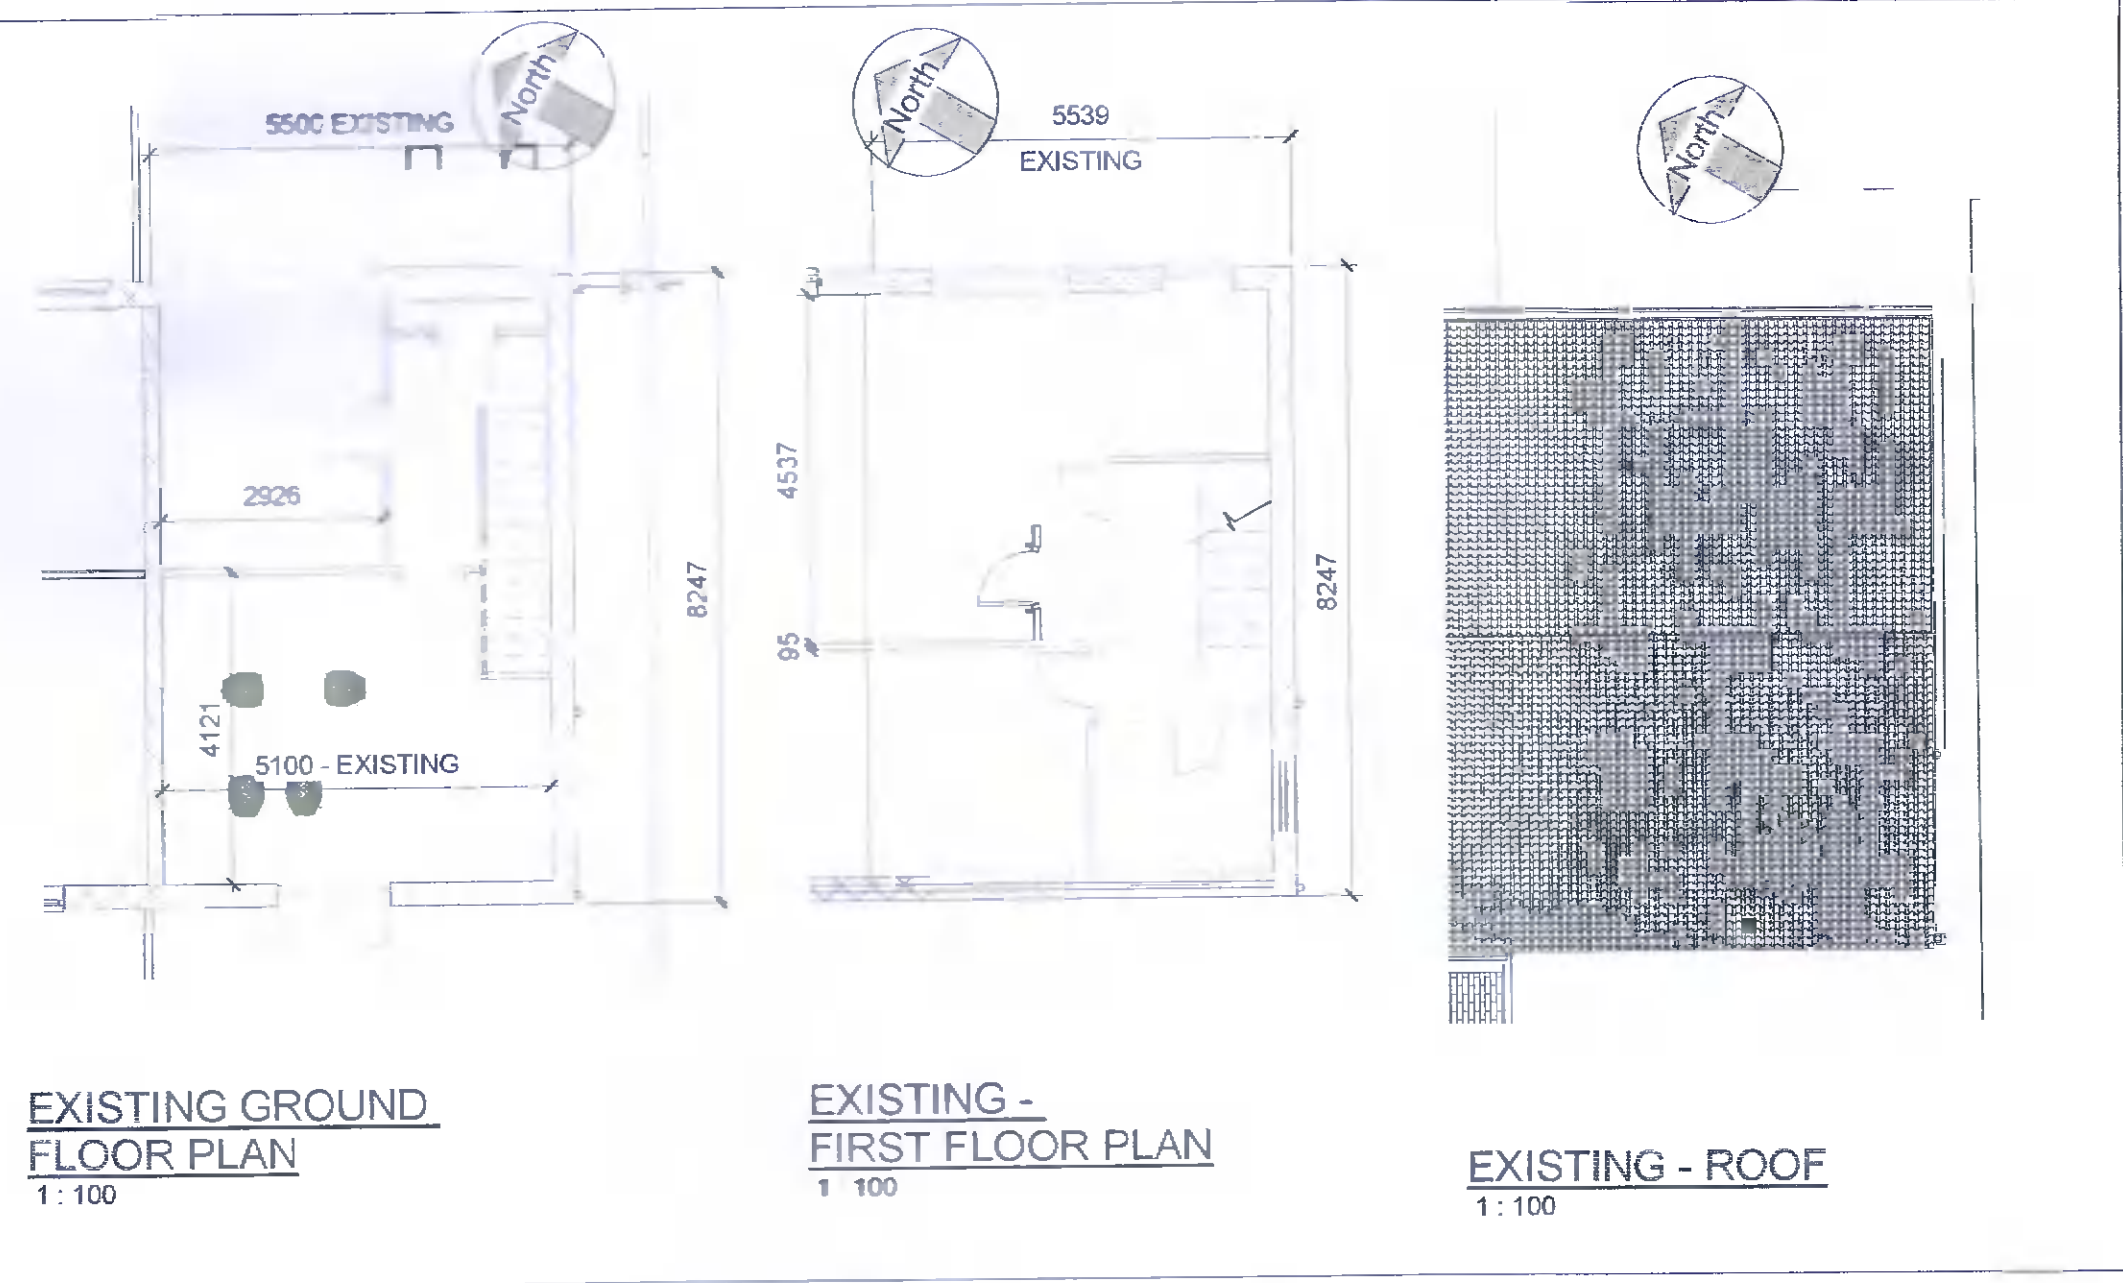 North
5500 EXISTING
2926
8247
4121
5100 - EXISTING
EXISTING GROUND
FLOOR PLAN
1 : 100
North
5539
EXISTING
4537
95
8247
EXISTING -
FIRST FLOOR PLAN
1 100
North
EXISTING - ROOF
1 : 100